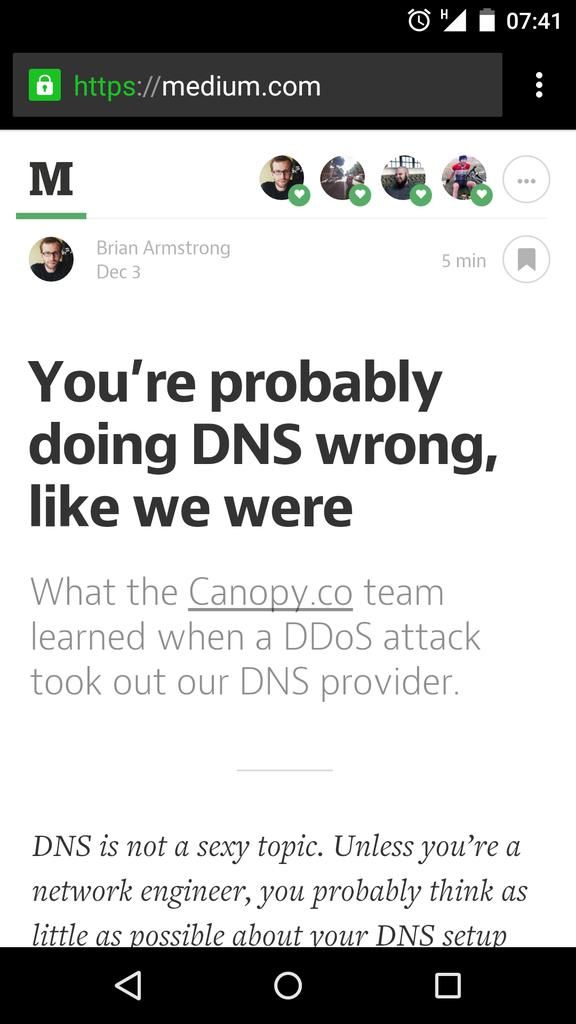 H 07:41
https://medium.com
M
Brian Armstrong
Dec 3
5 min
You're probably
doing DNS wrong,
like we were
What the Canopy.co team
learned when a DDoS attack
took out our DNS provider.
DNS is not a sexy topic. Unless you're a
network engineer, you probably think as
little as possible about your DNS setup